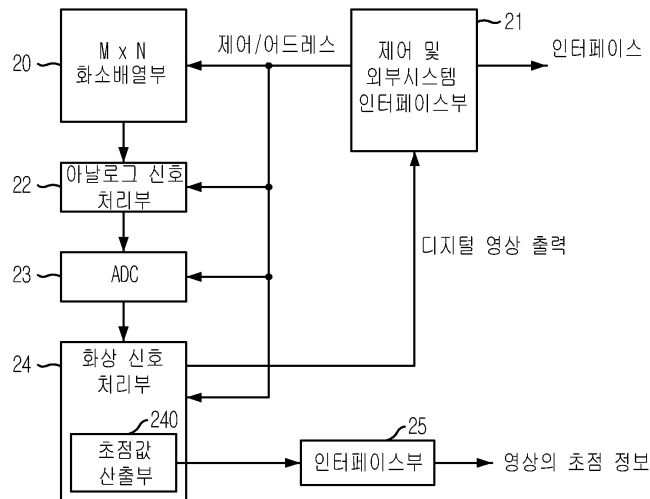 20
M x N
화소배열부
제어/어드레스
21
제어 및
외부시스템
인터페이스부
인터페이스
22
아날로그 신호
처리부
23
ADC
디지털 영상 출력
24
화상 신호
처리부
240
초점값
산출부
25
인터페이스부
영상의 초점 정보